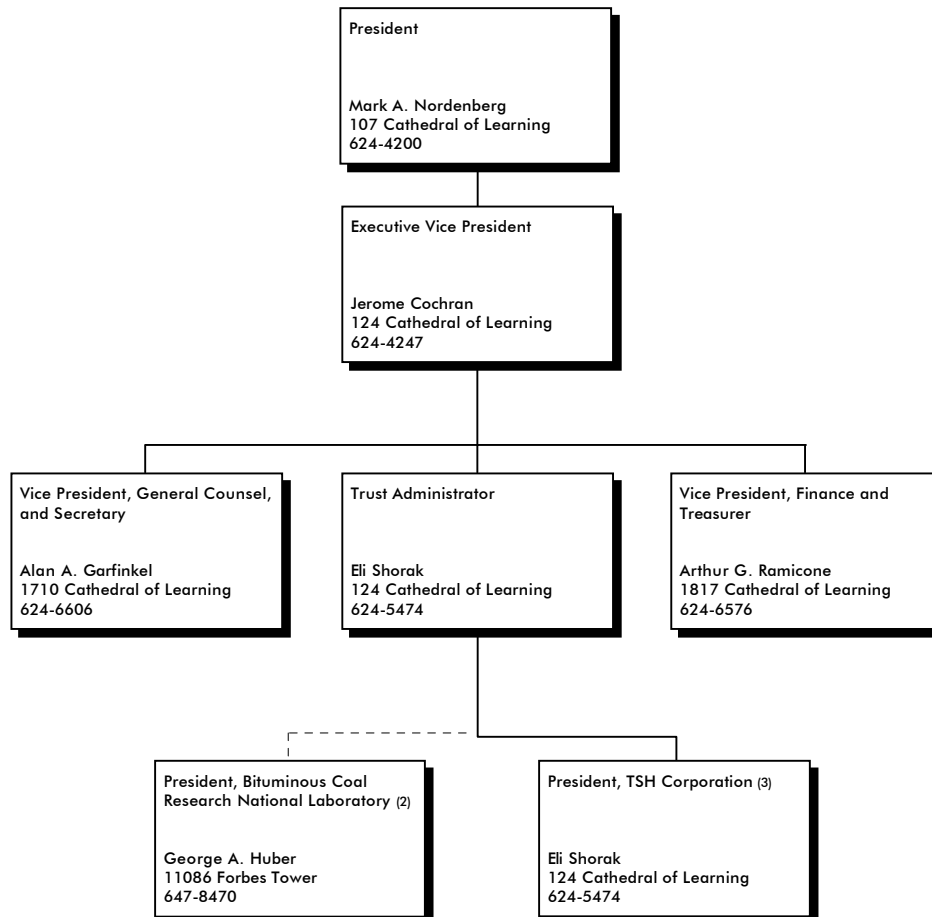 President
Mark A. Nordenberg
107 Cathedral of Learning
624-4200
Executive Vice President
Jerome Cochran
124 Cathedral of Learning
624-4247
Vice President, General Counsel,
and Secretary
Alan A. Garfinkel
1710 Cathedral of Learning
624-6606
Trust Administrator
Eli Shorak
124 Cathedral of Learning
624-5474
Vice President, Finance and
Treasurer
Arthur G. Ramicone
1817 Cathedral of Learning
624-6576
President, Bituminous Coal
Research National Laboratory (2)
George A. Huber
11086 Forbes Tower
647-8470
President, TSH Corporation (3)
Eli Shorak
124 Cathedral of Learning
624-5474